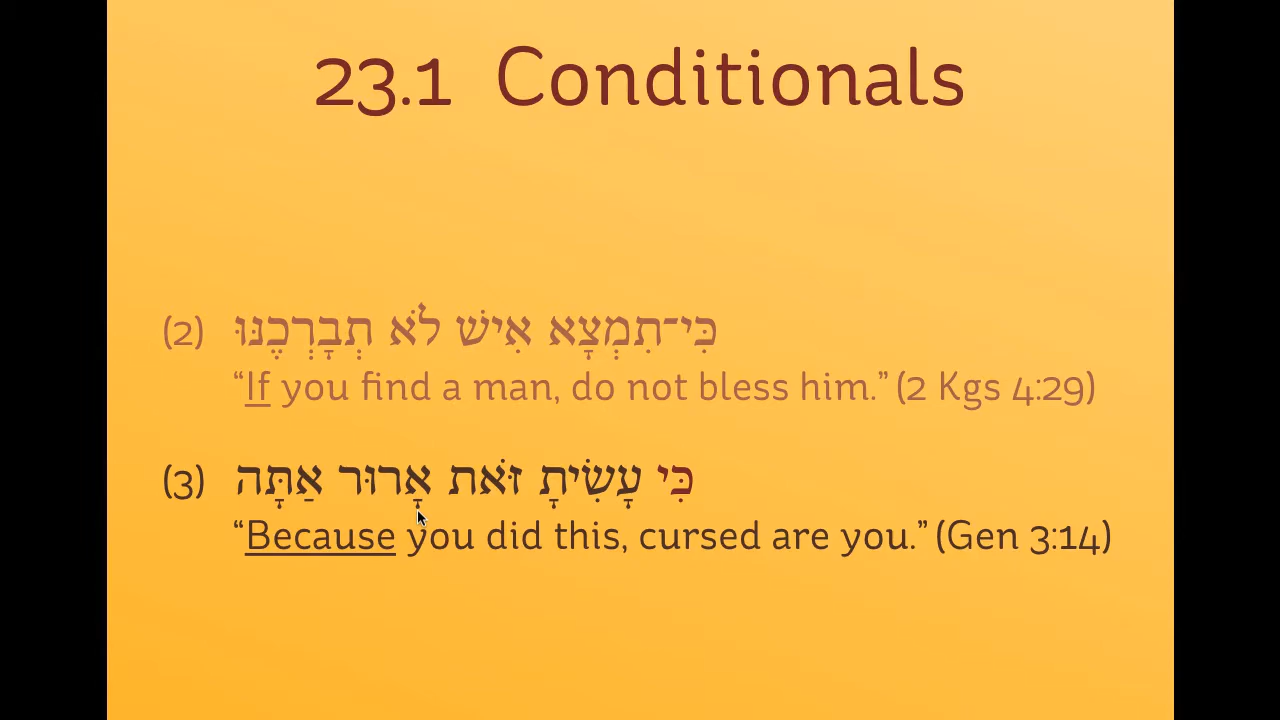 23.1 Conditionals
(2) כִּי־תִמְצָא אִישׁ לֹא תְבָרְכֶנּוּ
“If you find a man, do not bless him.” (2 Kgs 4:29)
(3) כִּי עָשִׂיתָ זֹּאת אָרוּר אַתָּה
“Because you did this, cursed are you.” (Gen 3:14)